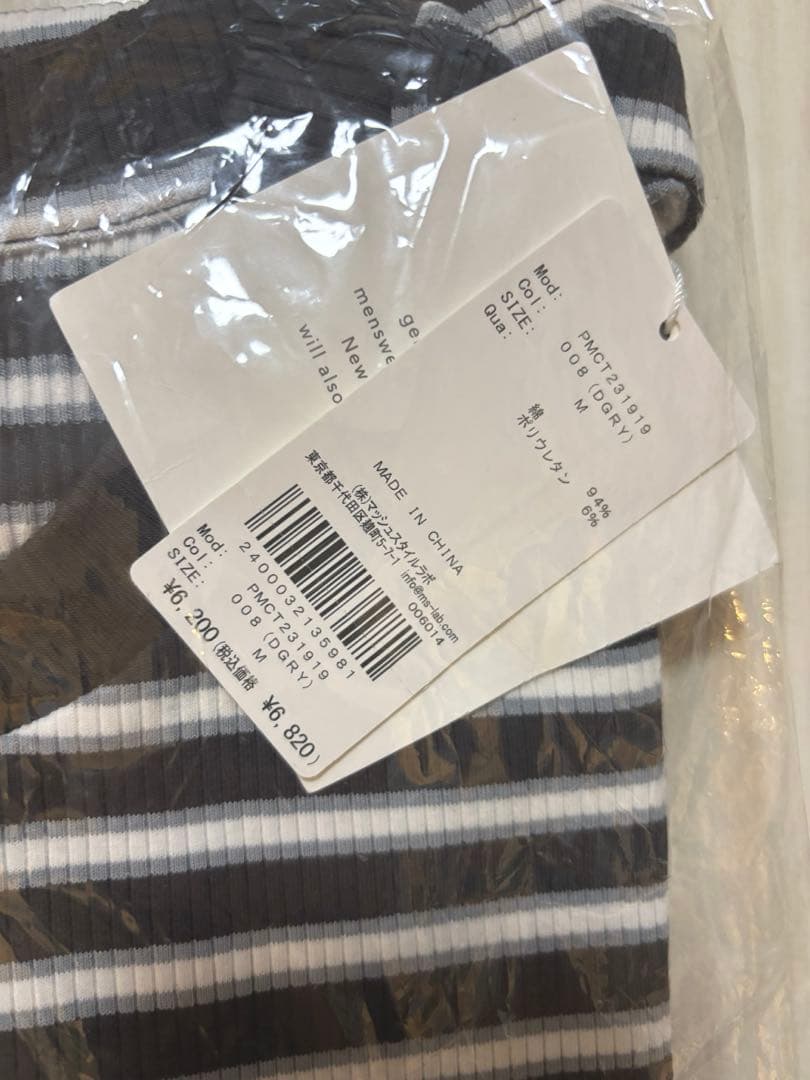 ge
menswe
New
will also
Mod: PMCT231919
Col: 008 (DGRY)
SIZE: M
Qua:
綿 94%
ポリウレタン 6%
MADE IN CHINA
(株)マッシュスタイルラボ
東京都千代田区麹町5-7-1 info@ms-lab.com
006014
2400032135981
Mod: PMCT231919
Col: 008 (DGRY)
SIZE: M
¥6,200(税込価格 ¥6,820)